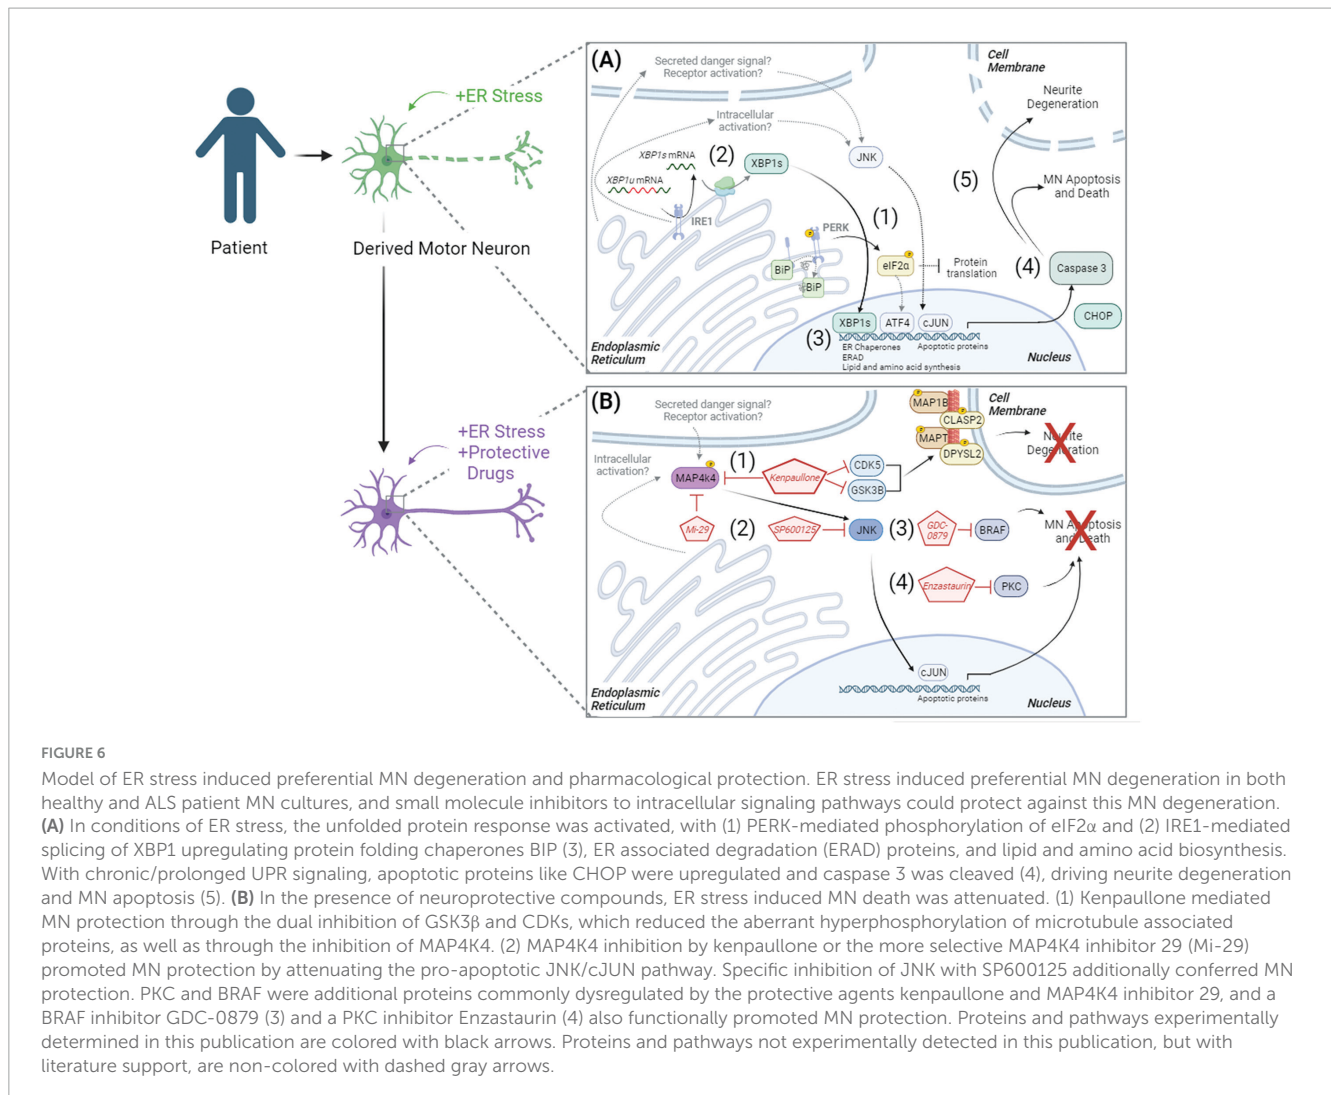 +ER Stress
Patient
Derived Motor Neuron
+ER Stress
+Protective
Drugs
(A)
Secreted danger signal?
Receptor activation?
Intracellular
activation?
XBP1s mRNA
(2)
XBP1s
XBP1u mRNA
IRE1
JNK
(1)
PERK
BiP
BiP
eIF2α
Protein
translation
(3)
XBP1s
ATF4
cJUN
ER Chaperones
ERAD
Lipid and amino acid synthesis
Apoptotic proteins
Endoplasmic
Reticulum
Nucleus
Cell
Membrane
Neurite
Degeneration
(5)
MN Apoptosis
and Death
(4)
Caspase 3
CHOP
(B)
Secreted danger signal?
Receptor activation?
Intracellular
activation?
MAP4k4
(1)
Kenpaullone
CDK5
GSK3B
MAP1B
CLASP2
MAPT
DPYSL2
Cell
Membrane
Neurite
Degeneration
Mi-29
(2)
SP600125
JNK
(3)
GDC-
0879
BRAF
MN Apoptosis
and Death
(4)
Enzastaurin
PKC
cJUN
Apoptotic proteins
Endoplasmic
Reticulum
Nucleus
FIGURE 6
Model of ER stress induced preferential MN degeneration and pharmacological protection. ER stress induced preferential MN degeneration in both
healthy and ALS patient MN cultures, and small molecule inhibitors to intracellular signaling pathways could protect against this MN degeneration.
(A) In conditions of ER stress, the unfolded protein response was activated, with (1) PERK-mediated phosphorylation of eIF2α and (2) IRE1-mediated
splicing of XBP1 upregulating protein folding chaperones BIP (3), ER associated degradation (ERAD) proteins, and lipid and amino acid biosynthesis.
With chronic/prolonged UPR signaling, apoptotic proteins like CHOP were upregulated and caspase 3 was cleaved (4), driving neurite degeneration
and MN apoptosis (5). (B) In the presence of neuroprotective compounds, ER stress induced MN death was attenuated. (1) Kenpaullone mediated
MN protection through the dual inhibition of GSK3β and CDKs, which reduced the aberrant hyperphosphorylation of microtubule associated
proteins, as well as through the inhibition of MAP4K4. (2) MAP4K4 inhibition by kenpaullone or the more selective MAP4K4 inhibitor 29 (Mi-29)
promoted MN protection by attenuating the pro-apoptotic JNK/cJUN pathway. Specific inhibition of JNK with SP600125 additionally conferred MN
protection. PKC and BRAF were additional proteins commonly dysregulated by the protective agents kenpaullone and MAP4K4 inhibitor 29, and a
BRAF inhibitor GDC-0879 (3) and a PKC inhibitor Enzastaurin (4) also functionally promoted MN protection. Proteins and pathways experimentally
determined in this publication are colored with black arrows. Proteins and pathways not experimentally detected in this publication, but with
literature support, are non-colored with dashed gray arrows.